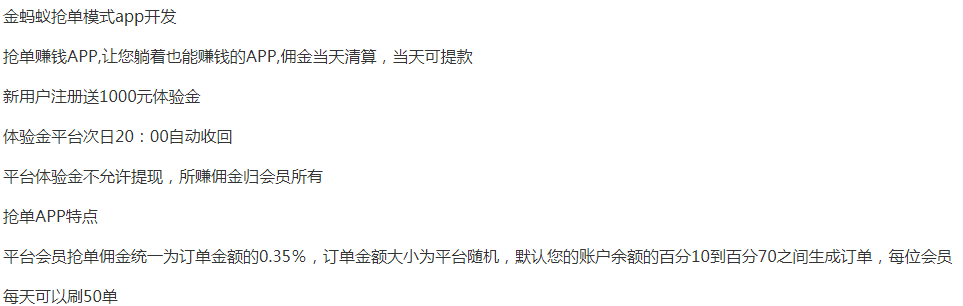 金蚂蚁抢单模式app开发
抢单赚钱APP,让您躺着也能赚钱的APP,佣金当天清算，当天可提款
新用户注册送1000元体验金
体验金平台次日20：00自动收回
平台体验金不允许提现，所赚佣金归会员所有
抢单APP特点
平台会员抢单佣金统一为订单金额的0.35%，订单金额大小为平台随机，默认您的账户余额的百分10到百分70之间生成订单，每位会员
每天可以刷50单